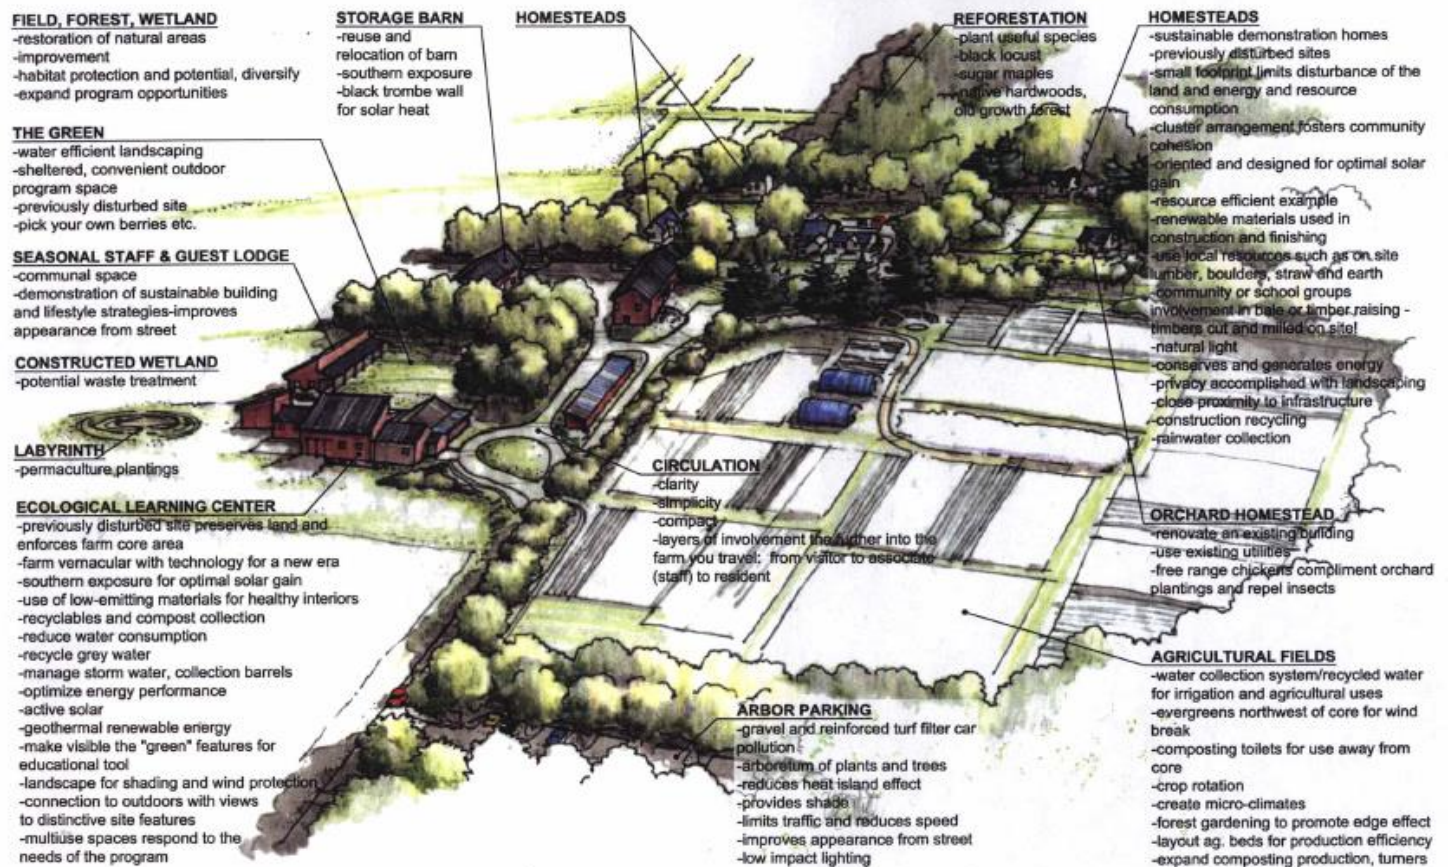 FIELD, FOREST, WETLAND
-restoration of natural areas
-improvement
-habitat protection and potential, diversify
-expand program opportunities
THE GREEN
-water efficient landscaping
-sheltered, convenient outdoor
program space
-previously disturbed site
-pick your own berries etc.
SEASONAL STAFF & GUEST LODGE
-communal space
-demonstration of sustainable building
and lifestyle strategies-improves
appearance from street
CONSTRUCTED WETLAND
-potential waste treatment
LABYRINTH
-permaculture plantings
ECOLOGICAL LEARNING CENTER
-previously disturbed site preserves land and
enforces farm core area
-farm vernacular with technology for a new era
-southern exposure for optimal solar gain
-use of low-emitting materials for healthy interiors
-recyclables and compost collection
-reduce water consumption
-recycle grey water
-manage storm water, collection barrels
-optimize energy performance
-active solar
-geothermal renewable energy
-make visible the "green" features for
educational tool
-landscape for shading and wind protection
-connection to outdoors with views
to distinctive site features
-multiuse spaces respond to the
needs of the program
STORAGE BARN
-reuse and
relocation of barn
-southern exposure
-black trombe wall
for solar heat
HOMESTEADS
CIRCULATION
-clarity
-simplicity
-compact
-layers of involvement the further into the
farm you travel: from visitor to associate
(staff) to resident
ARBOR PARKING
-gravel and reinforced turf filter car
pollution
-arboretum of plants and trees
-reduces heat island effect
-provides shade
-limits traffic and reduces speed
-improves appearance from street
-low impact lighting
REFORESTATION
-plant useful species
-black locust
-sugar maples
-native hardwoods,
old growth forest
HOMESTEADS
-sustainable demonstration homes
-previously disturbed sites
-small footprint limits disturbance of the
land and energy and resource
consumption
-cluster arrangement fosters community
cohesion
-oriented and designed for optimal solar
gain
-resource efficient example
-renewable materials used in
construction and finishing
-use local resources such as on site
lumber, boulders, straw and earth
-community or school groups
involvement in bale or timber raising -
timbers cut and milled on site!
-natural light
-conserves and generates energy
-privacy accomplished with landscaping
-close proximity to infrastructure
-construction recycling
-rainwater collection
ORCHARD HOMESTEAD
-renovate an existing building
-use existing utilities
-free range chickens compliment orchard
plantings and repel insects
AGRICULTURAL FIELDS
-water collection system/recycled water
for irrigation and agricultural uses
-evergreens northwest of core for wind
break
-composting toilets for use away from
core
-crop rotation
-create micro-climates
-forest gardening to promote edge effect
-layout ag. beds for production efficiency
-expand composting production, turners